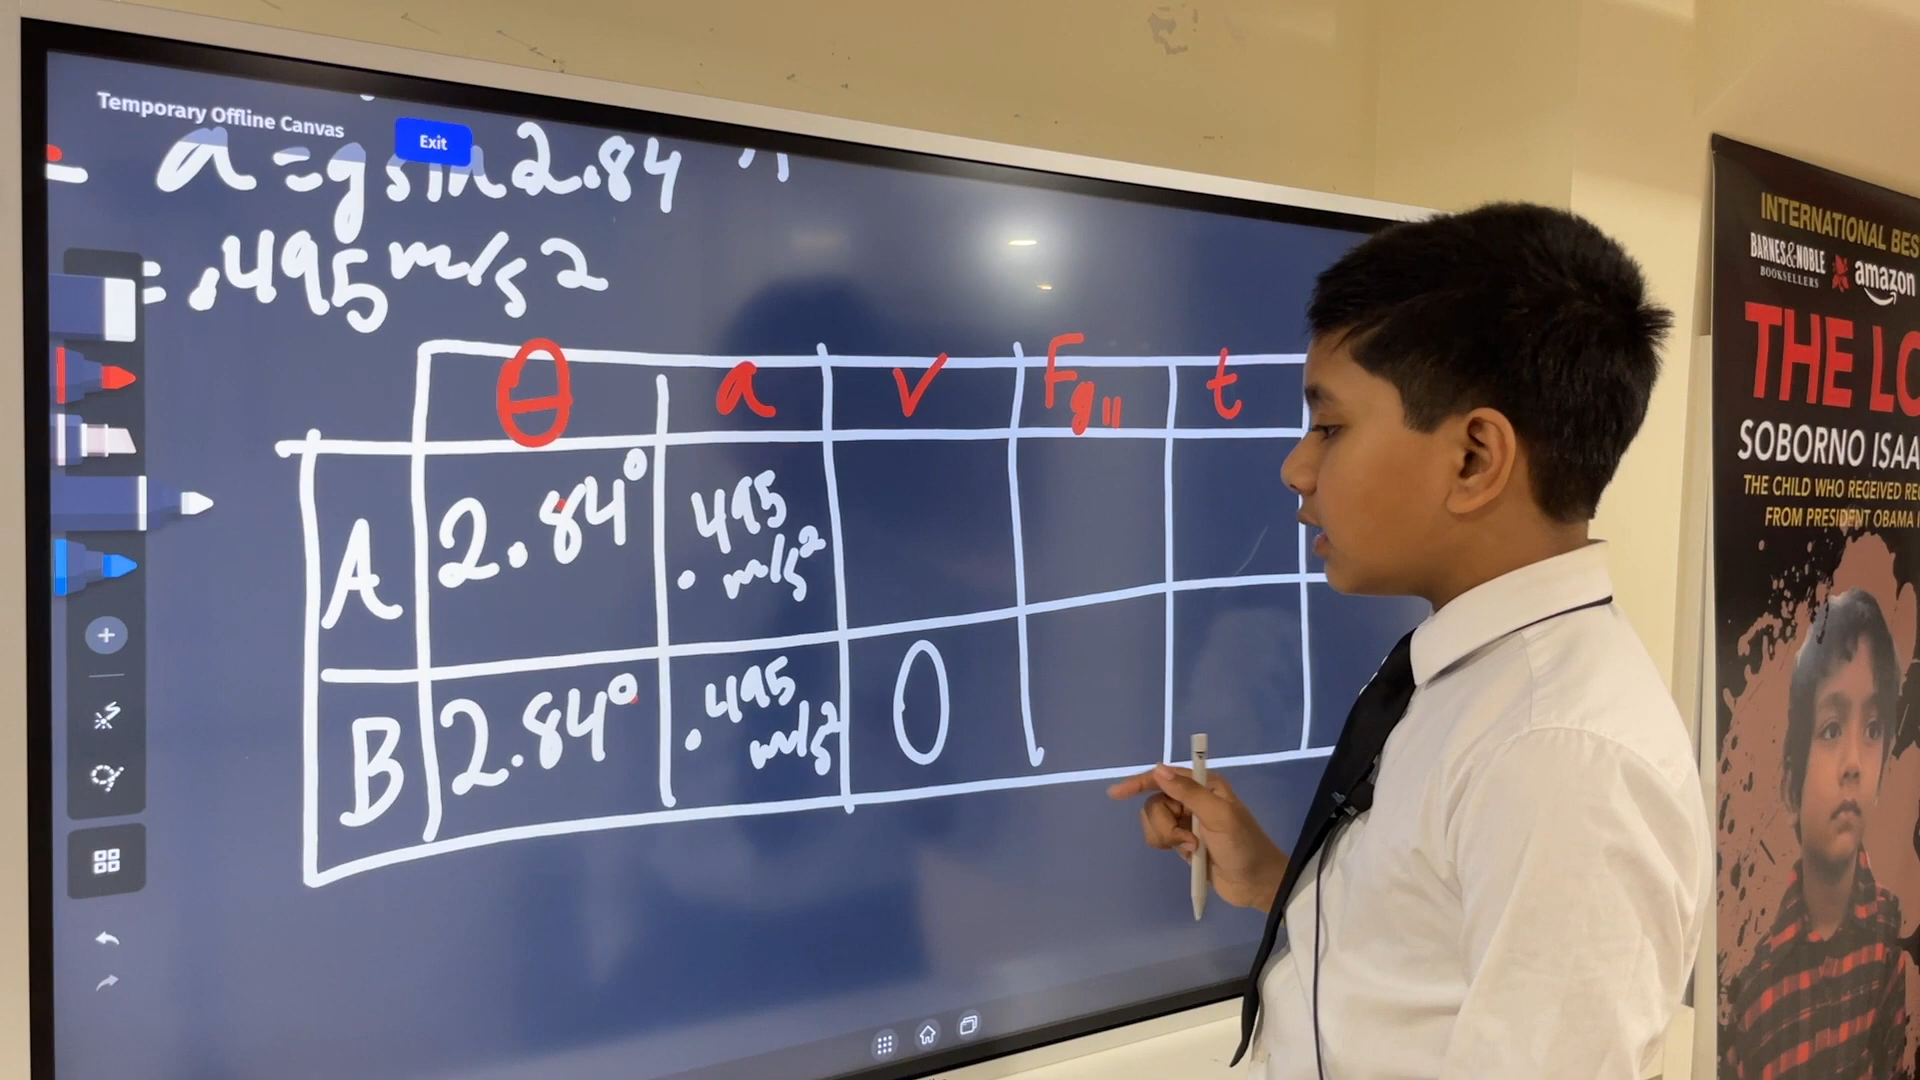 Temporary Offline Canvas
Exit
a = g sin 2.84
= .495 m/s²
θ a v Fg|| t
A 2.84° .495 m/s²
B 2.84° .495 m/s² 0
INTERNATIONAL BES
BARNES&NOBLE
BOOKSELLERS
amazon
THE LO
SOBORNO ISAA
THE CHILD WHO RECEIVED RE
FROM PRESIDENT OBAMA